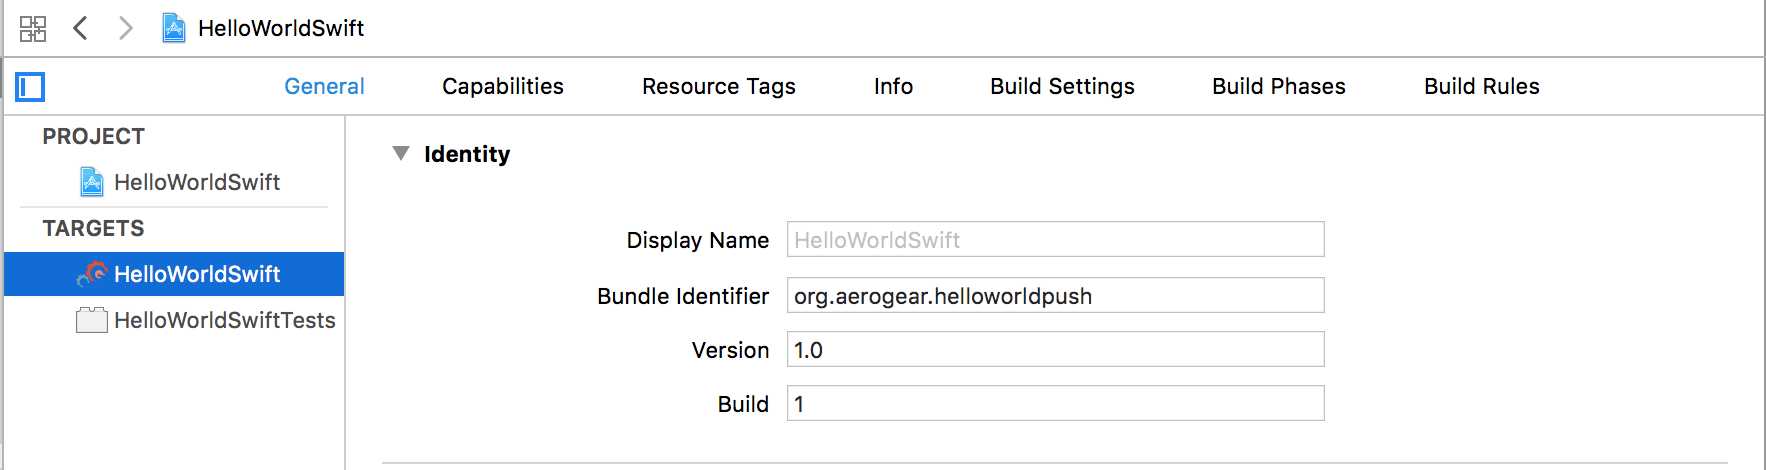 HelloWorldSwift
General Capabilities Resource Tags Info Build Settings Build Phases Build Rules
PROJECT
HelloWorldSwift
TARGETS
HelloWorldSwift
HelloWorldSwiftTests
Identity
Display Name HelloWorldSwift
Bundle Identifier org.aerogear.helloworldpush
Version 1.0
Build 1